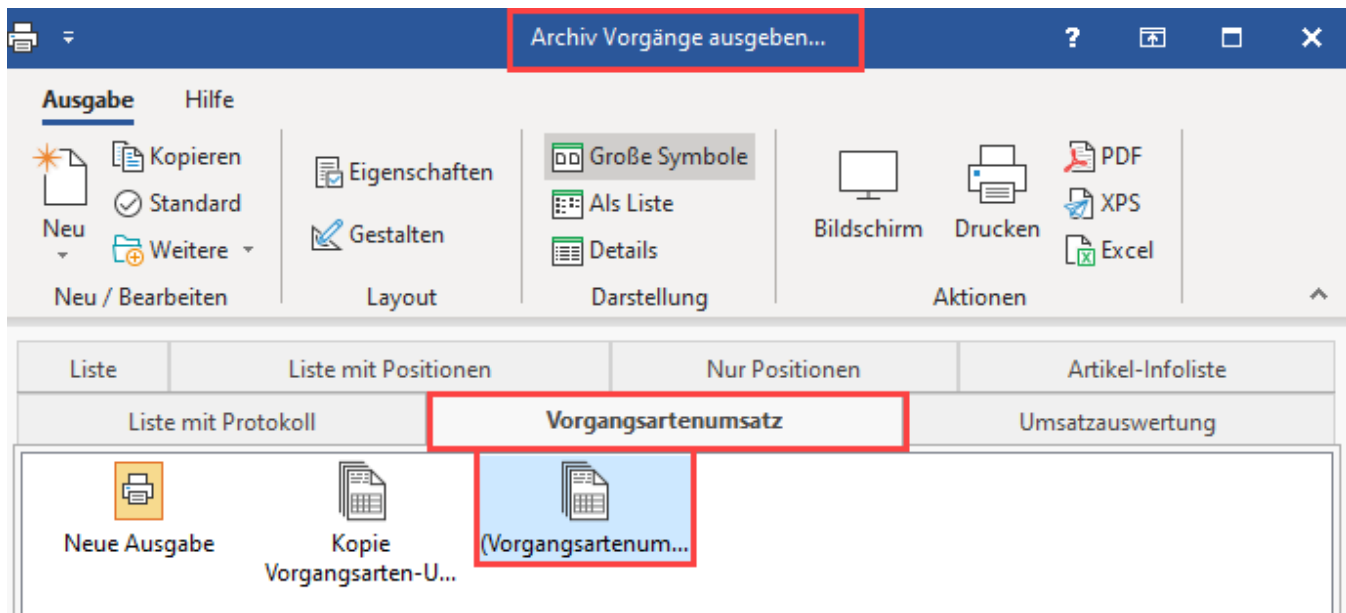 Archiv Vorgänge ausgeben...
?
Ausgabe Hilfe
Neu
Kopieren
Standard
Weitere
Neu / Bearbeiten
Eigenschaften
Gestalten
Layout
Große Symbole
Als Liste
Details
Darstellung
Bildschirm
Drucken
PDF
XPS
Excel
Aktionen
Liste Liste mit Positionen Nur Positionen Artikel-Infoliste
Liste mit Protokoll Vorgangsartenumsatz Umsatzauswertung
Neue Ausgabe
Kopie
Vorgangsarten-U...
(Vorgangsartenum...